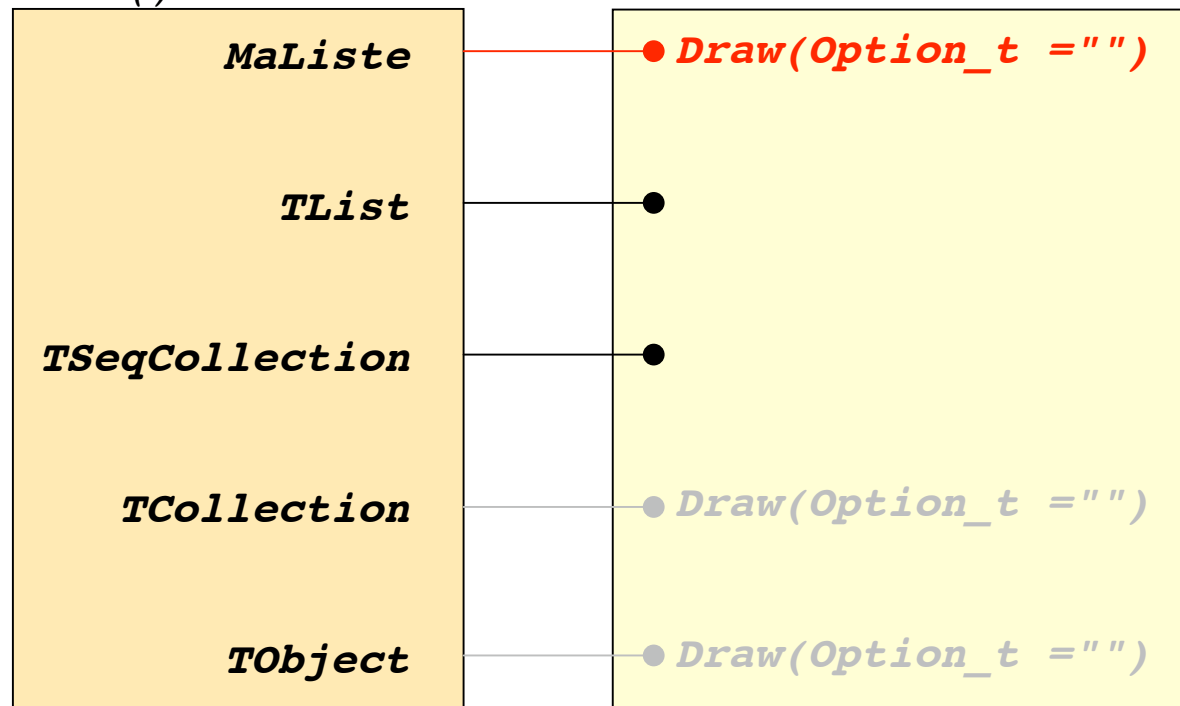 ()
MaListe Draw(Option_t ="")
TList
TSeqCollection
TCollection Draw(Option_t ="")
TObject Draw(Option_t ="")